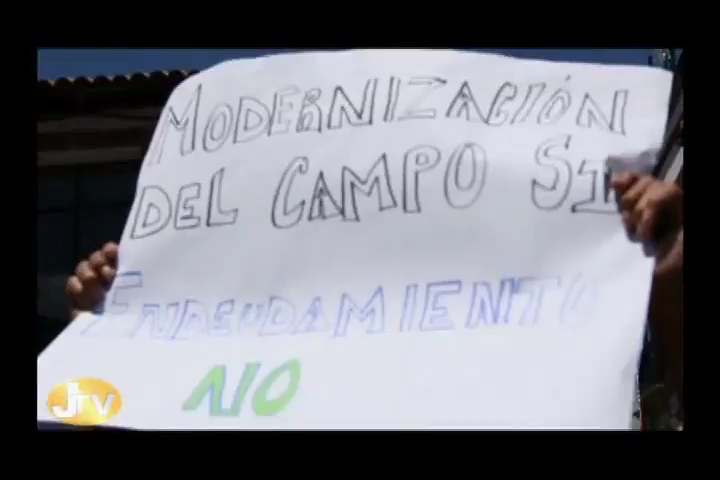 MODERNIZACIÓN
DEL CAMPO SI
ENDEUDAMIENTO
NO
JTV